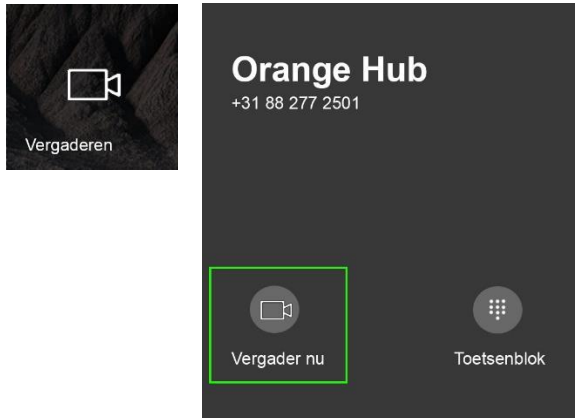 Vergaderen
Orange Hub
+31 88 277 2501
Vergader nu
Toetsenblok